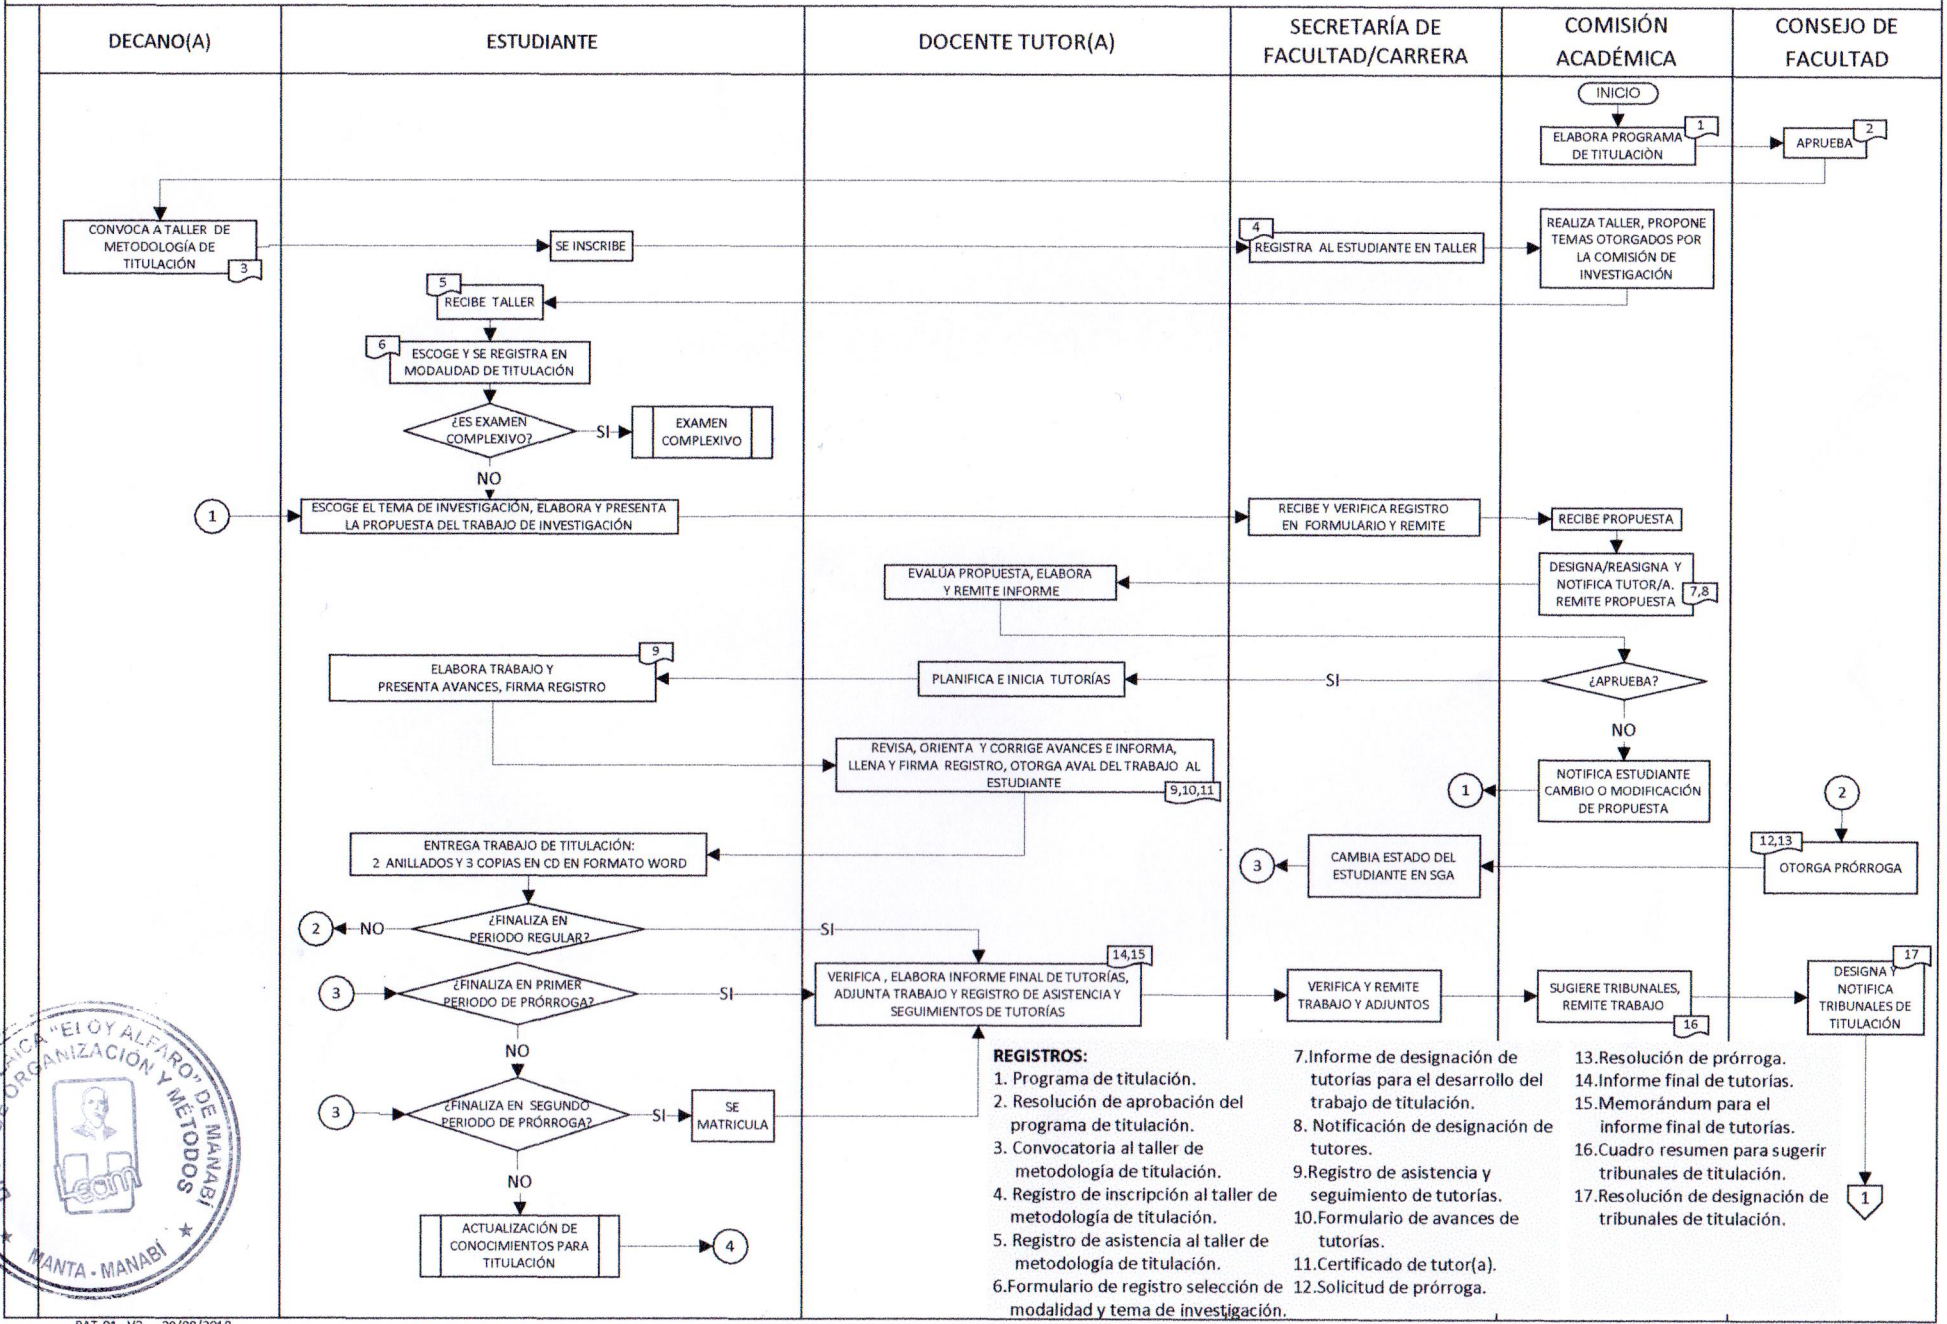 DECANO(A)
ESTUDIANTE
DOCENTE TUTOR(A)
SECRETARÍA DE
FACULTAD/CARRERA
COMISIÓN
ACADÉMICA
CONSEJO DE
FACULTAD
INICIO
ELABORA PROGRAMA
DE TITULACIÒN
1
APRUEBA
2
CONVOCA A TALLER DE
METODOLOGÍA DE
TITULACIÓN
3
SE INSCRIBE
4
REGISTRA AL ESTUDIANTE EN TALLER
REALIZA TALLER, PROPONE
TEMAS OTORGADOS POR
LA COMISIÓN DE
INVESTIGACIÓN
5
RECIBE TALLER
6
ESCOGE Y SE REGISTRA EN
MODALIDAD DE TITULACIÓN
¿ES EXAMEN
COMPLEXIVO?
SI
EXAMEN
COMPLEXIVO
NO
1
ESCOGE EL TEMA DE INVESTIGACIÓN, ELABORA Y PRESENTA
LA PROPUESTA DEL TRABAJO DE INVESTIGACIÓN
RECIBE Y VERIFICA REGISTRO
EN FORMULARIO Y REMITE
RECIBE PROPUESTA
DESIGNA/REASIGNA Y
NOTIFICA TUTOR/A.
REMITE PROPUESTA
7,8
EVALÚA PROPUESTA, ELABORA
Y REMITE INFORME
¿APRUEBA?
SI
PLANIFICA E INICIA TUTORÍAS
9
ELABORA TRABAJO Y
PRESENTA AVANCES, FIRMA REGISTRO
NO
REVISA, ORIENTA Y CORRIGE AVANCES E INFORMA,
LLENA Y FIRMA REGISTRO, OTORGA AVAL DEL TRABAJO AL
ESTUDIANTE
9,10,11
NOTIFICA ESTUDIANTE
CAMBIO O MODIFICACIÓN
DE PROPUESTA
1
2
ENTREGA TRABAJO DE TITULACIÓN:
2 ANILLADOS Y 3 COPIAS EN CD EN FORMATO WORD
12,13
OTORGA PRÓRROGA
CAMBIA ESTADO DEL
ESTUDIANTE EN SGA
3
¿FINALIZA EN
PERIODO REGULAR?
NO
2
SI
3
¿FINALIZA EN PRIMER
PERIODO DE PRÓRROGA?
SI
14,15
VERIFICA , ELABORA INFORME FINAL DE TUTORÍAS,
ADJUNTA TRABAJO Y REGISTRO DE ASISTENCIA Y
SEGUIMIENTOS DE TUTORÍAS
VERIFICA Y REMITE
TRABAJO Y ADJUNTOS
SUGIERE TRIBUNALES,
REMITE TRABAJO
16
17
DESIGNA Y
NOTIFICA
TRIBUNALES DE
TITULACIÓN
NO
3
¿FINALIZA EN SEGUNDO
PERIODO DE PRÓRROGA?
SI
SE
MATRICULA
NO
ACTUALIZACIÓN DE
CONOCIMIENTOS PARA
TITULACIÓN
4
1
REGISTROS:
1. Programa de titulación.
2. Resolución de aprobación del
programa de titulación.
3. Convocatoria al taller de
metodología de titulación.
4. Registro de inscripción al taller de
metodología de titulación.
5. Registro de asistencia al taller de
metodología de titulación.
6.Formulario de registro selección de
modalidad y tema de investigación.
7.Informe de designación de
tutorías para el desarrollo del
trabajo de titulación.
8. Notificación de designación de
tutores.
9.Registro de asistencia y
seguimiento de tutorías.
10.Formulario de avances de
tutorías.
11.Certificado de tutor(a).
12.Solicitud de prórroga.
13.Resolución de prórroga.
14.Informe final de tutorías.
15.Memorándum para el
informe final de tutorías.
16.Cuadro resumen para sugerir
tribunales de titulación.
17.Resolución de designación de
tribunales de titulación.
"ELOY ALFARO" DE MANABÍ
ORGANIZACIÓN Y MÉTODOS
MANTA - MANABÍ